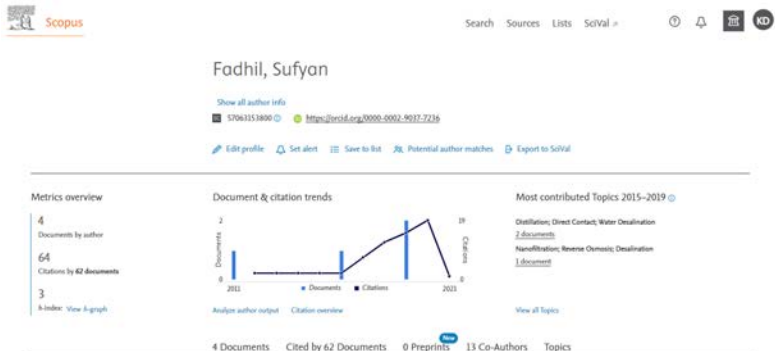 Scopus
Search Sources Lists SciVal
KD
Fadhil, Sufyan
Show all author info
SC 57063153800 https://orcid.org/0000-0002-9037-7236
Edit profile Set alert Save to list Potential author matches Export to SciVal
Metrics overview
4
Documents by author
64
Citations by 62 documents
3
h-index: View h-graph
Document & citation trends
2
19
Documents
Citations
0
0
2011
2021
Documents Citations
Analyze author output Citation overview
Most contributed Topics 2015–2019
Distillation; Direct Contact; Water Desalination
2 documents
Nanofiltration; Reverse Osmosis; Desalination
1 document
View all Topics
New
4 Documents Cited by 62 Documents 0 Preprints 13 Co-Authors Topics